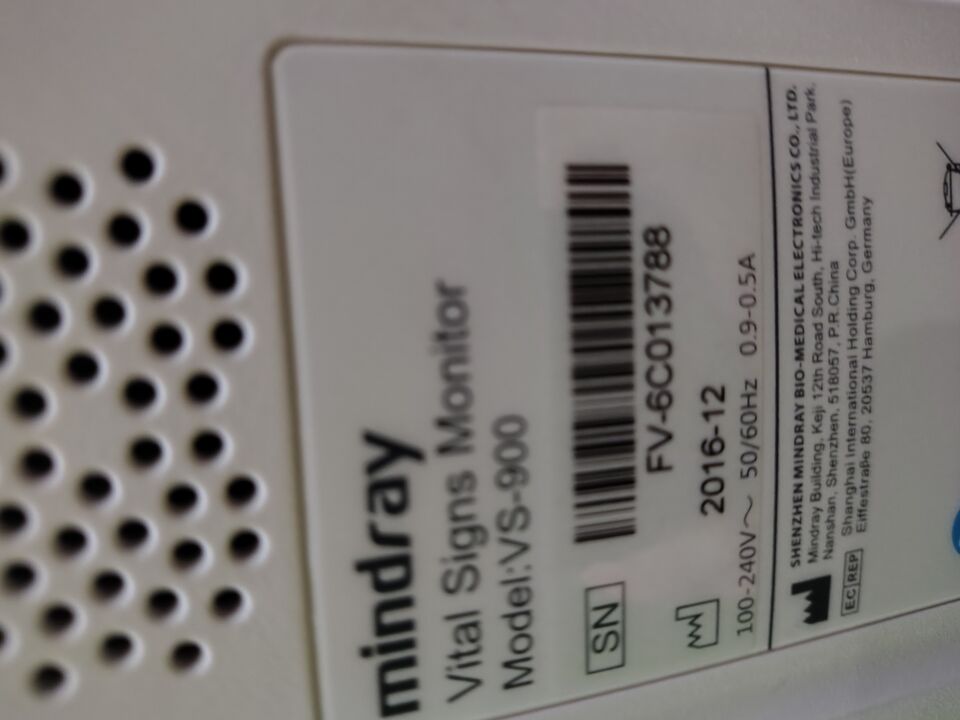 mindray
Vital Signs Monitor
Model:VS-900
SN
FV-6C013788
2016-12
100-240V～ 50/60Hz 0.9-0.5A
SHENZHEN MINDRAY BIO-MEDICAL ELECTRONICS CO., LTD.
Mindray Building, Keji 12th Road South, Hi-tech Industrial Park,
Nanshan, Shenzhen, 518057, P.R.China
EC REP
Shanghai International Holding Corp. GmbH(Europe)
Eiffestraße 80, 20537 Hamburg, Germany